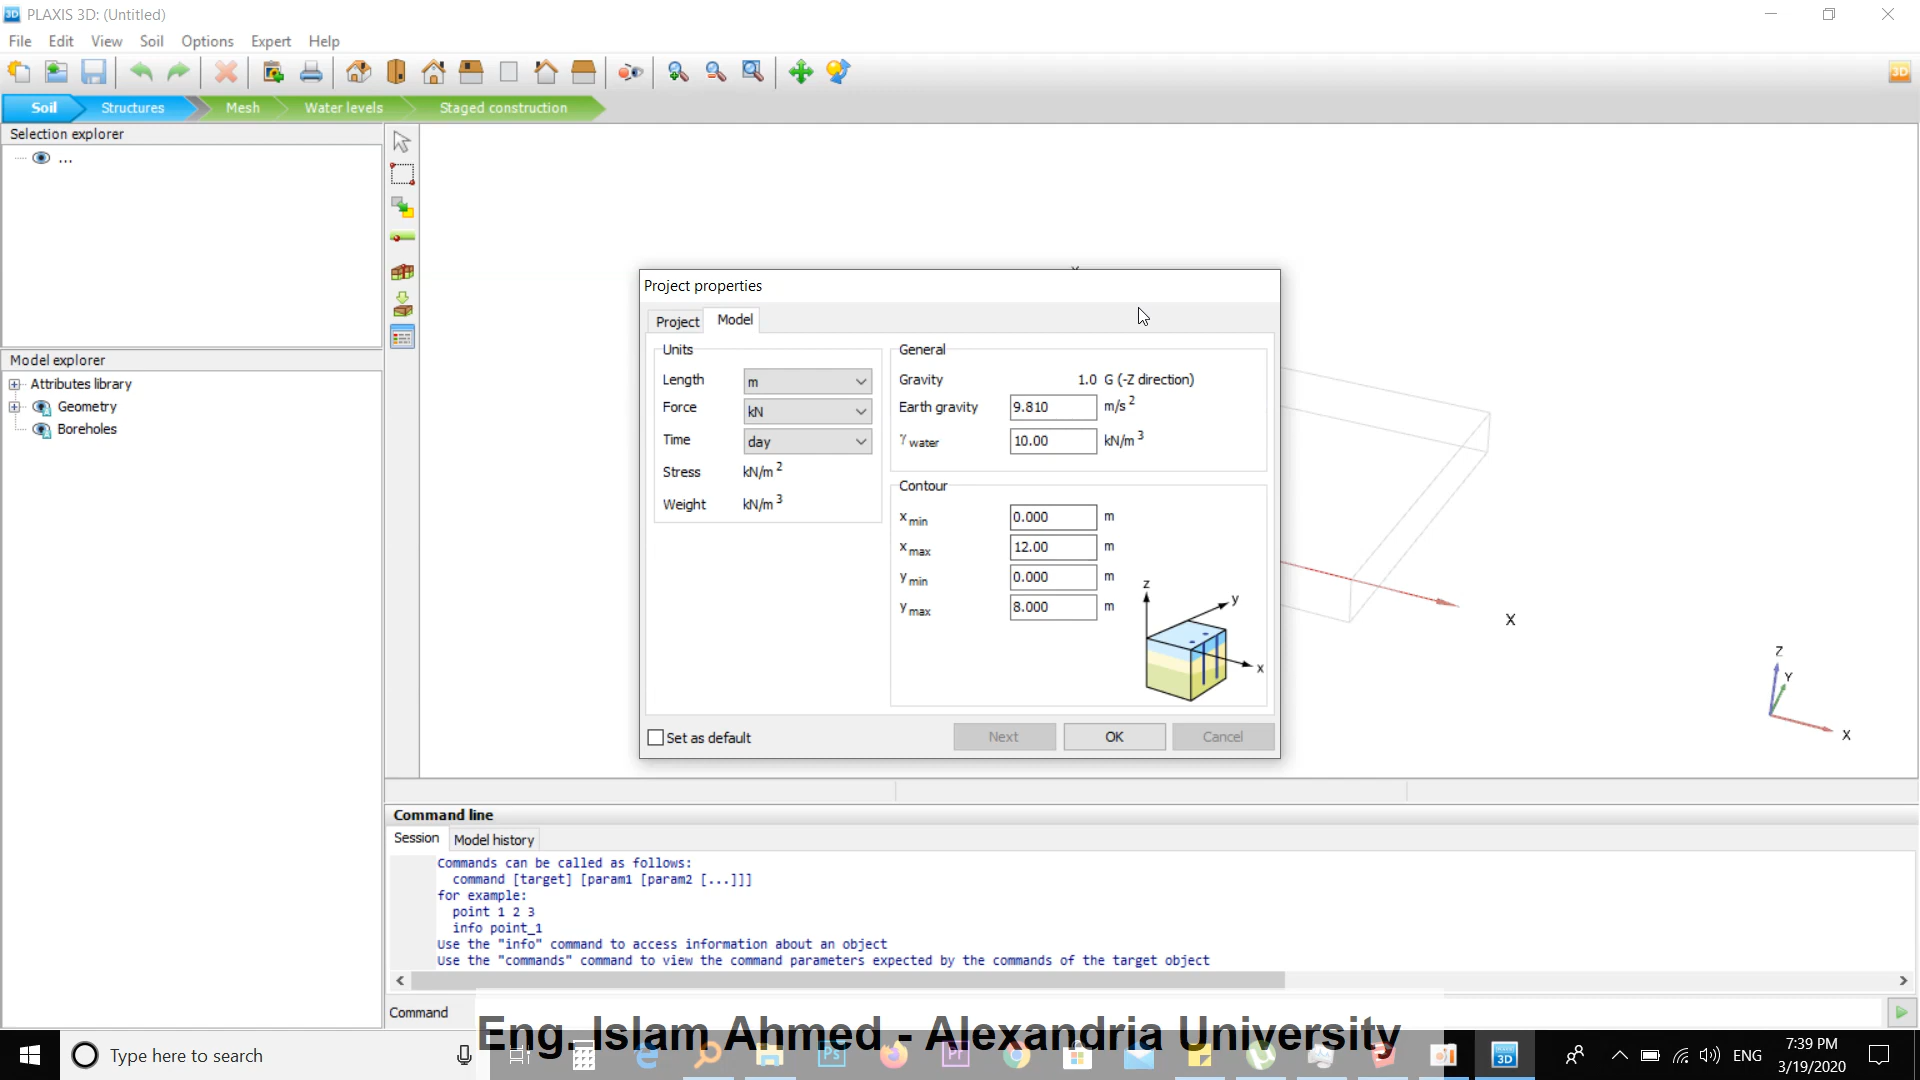 PLAXIS 3D: (Untitled)
File Edit View Soil Options Expert Help
3D
Soil Structures Mesh Water levels Staged construction
Selection explorer
...
Model explorer
Attributes library
Geometry
Boreholes
Project properties
Project Model
Units
Length m
Force kN
Time day
Stress kN/m 2
Weight kN/m 3
General
Gravity 1.0 G (-Z direction)
Earth gravity 9.810 m/s 2
γ water 10.00 kN/m 3
Contour
x min 0.000 m
x max 12.00 m
y min 0.000 m
y max 8.000 m
z
y
x
Set as default Next OK Cancel
X
Z
Y
X
Command line
Session Model history
Commands can be called as follows:
command [target] [param1 [param2 [...]]]
for example:
point 1 2 3
info point_1
Use the "info" command to access information about an object
Use the "commands" command to view the command parameters expected by the commands of the target object
Command
Eng. Islam Ahmed - Alexandria University
Type here to search
Ps
Pr
3D
ENG
7:39 PM
3/19/2020